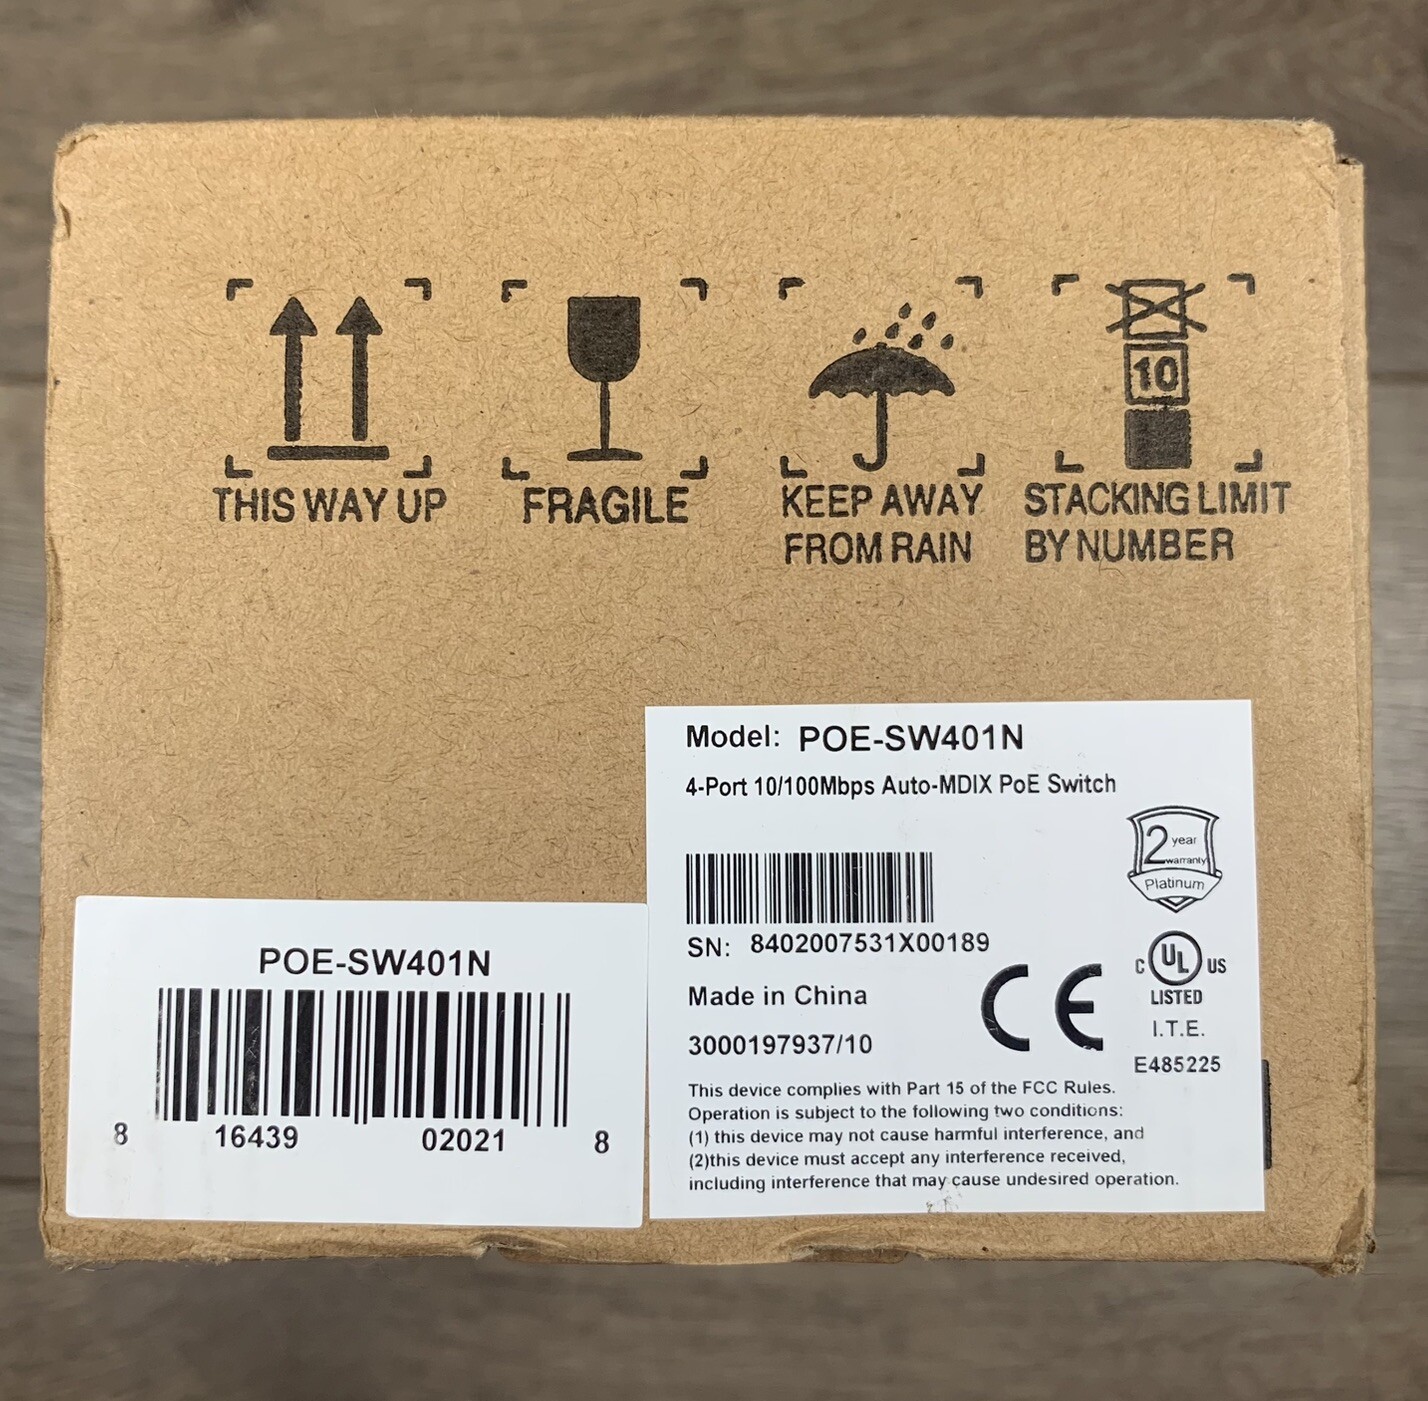 10
THIS WAY UP
FRAGILE
KEEP AWAY
FROM RAIN
STACKING LIMIT
BY NUMBER
Model: POE-SW401N
4-Port 10/100Mbps Auto-MDIX PoE Switch
2 year
warranty
Platinum
SN: 8402007531X00189
C UL US
LISTED
I.T.E.
E485225
Made in China
CE
3000197937/10
This device complies with Part 15 of the FCC Rules.
Operation is subject to the following two conditions:
(1) this device may not cause harmful interference, and
(2)this device must accept any interference received,
including interference that may cause undesired operation.
POE-SW401N
8 16439 02021 8